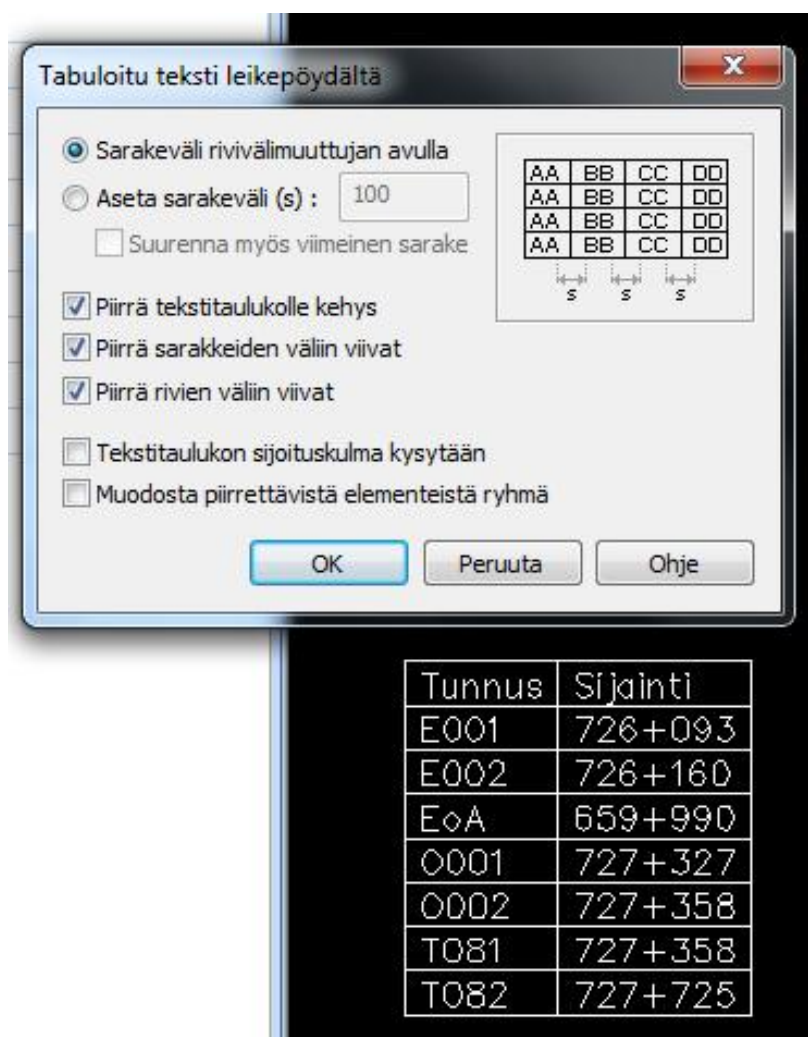 Tabuloitu teksti leikepöydältä
Sarakeväli rivivälimuuttujan avulla
Aseta sarakeväli (s) : 100
Suurenna myös viimeinen sarake
AA BB CC DD
AA BB CC DD
AA BB CC DD
AA BB CC DD
s s s
Piirrä tekstitaulukolle kehys
Piirrä sarakkeiden väliin viivat
Piirrä rivien väliin viivat
Tekstitaulukon sijoituskulma kysytään
Muodosta piirrettävistä elementeistä ryhmä
OK Peruuta Ohje
Tunnus Sijainti
E001 726+093
E002 726+160
EoA 659+990
O001 727+327
O002 727+358
T081 727+358
T082 727+725